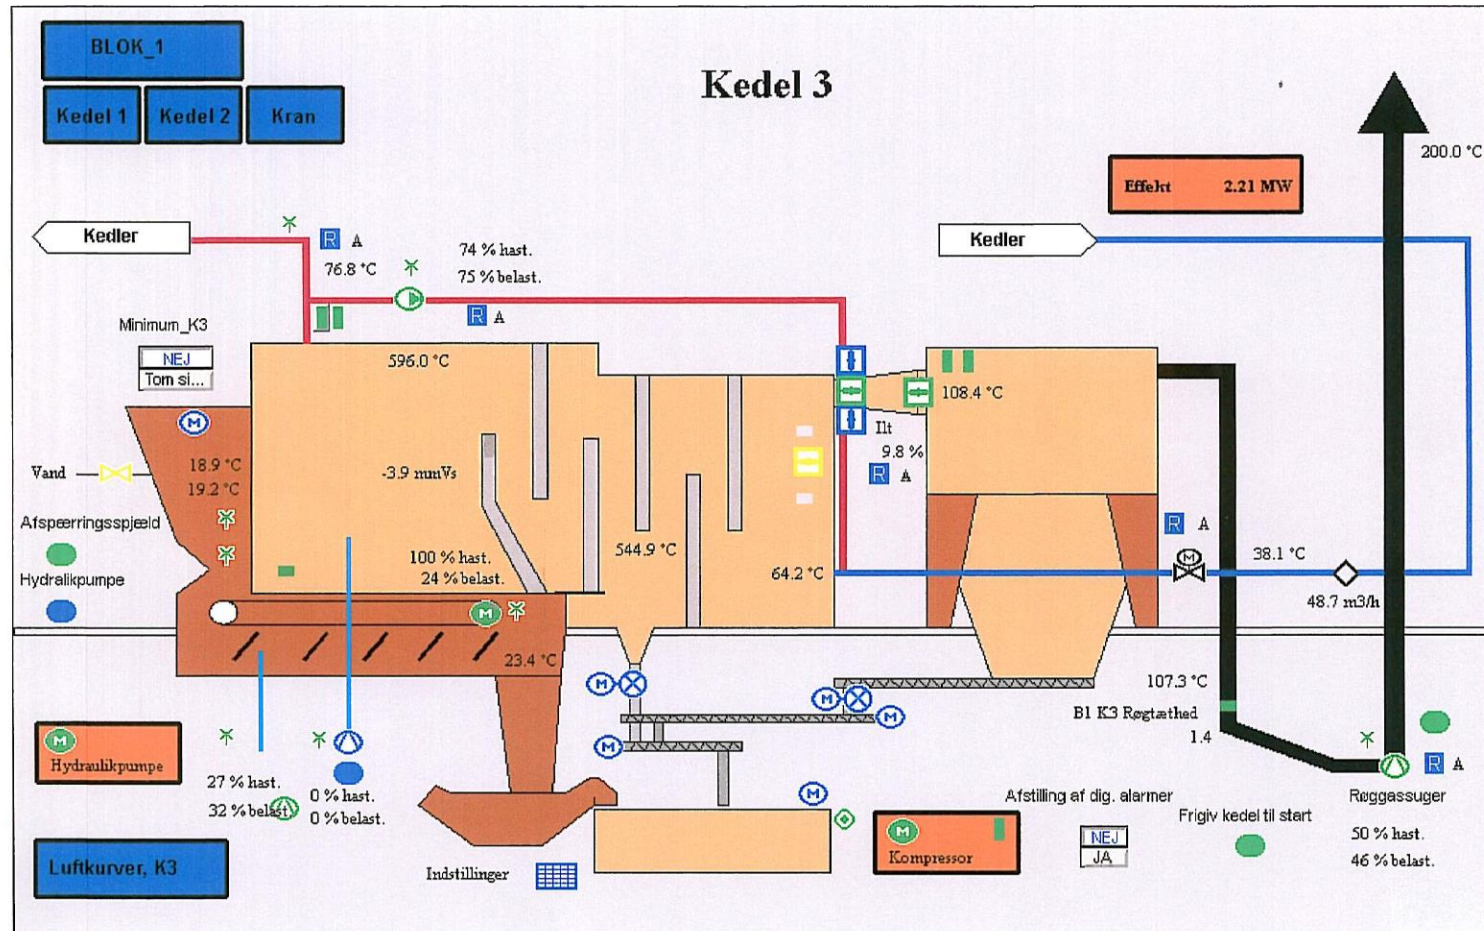 BLOK_1
Kedel 1 Kedel 2 Kran
Kedel 3
200.0 °C
Effekt 2.21 MW
Kedler
R A
76.8 °C
74 % hast.
75 % belast.
R A
Kedler
Minimum_K3
NEJ
Tom si...
596.0 °C
108.4 °C
M
Ilt
9.8 %
R A
Vand
18.9 °C
19.2 °C
-3.9 mmVs
Afspærringsspjæld
Hydralikpumpe
100 % hast.
24 % belast.
544.9 °C
64.2 °C
R A
M
38.1 °C
48.7 m3/h
M
23.4 °C
M
M
M
M
107.3 °C
B1 K3 Røgtæthed
1.4
M
Hydraulikpumpe
27 % hast.
32 % belast.
0 % hast.
0 % belast.
M
R A
Røggassuger
50 % hast.
46 % belast.
Afstilling af dig. alarmer
NEJ
JA
Frigiv kedel til start
M
Kompressor
Luftkurver, K3
Indstillinger